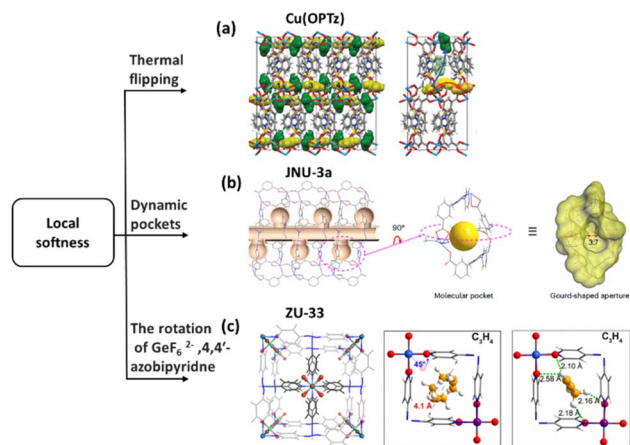 Cu(OPTz)
(a)
Thermal
flipping
JNU-3a
(b)
Dynamic
pockets
Local
softness
90°
≡
3.7
Molecular pocket
Gourd-shaped aperture
ZU-33
(c)
The rotation
of GeF₆ ²⁻ ,4,4′-
azobipyridne
C₃H₄
45°
4.1 Å
C₃H₄
2.10 Å
2.58 Å
2.16 Å
2.18 Å